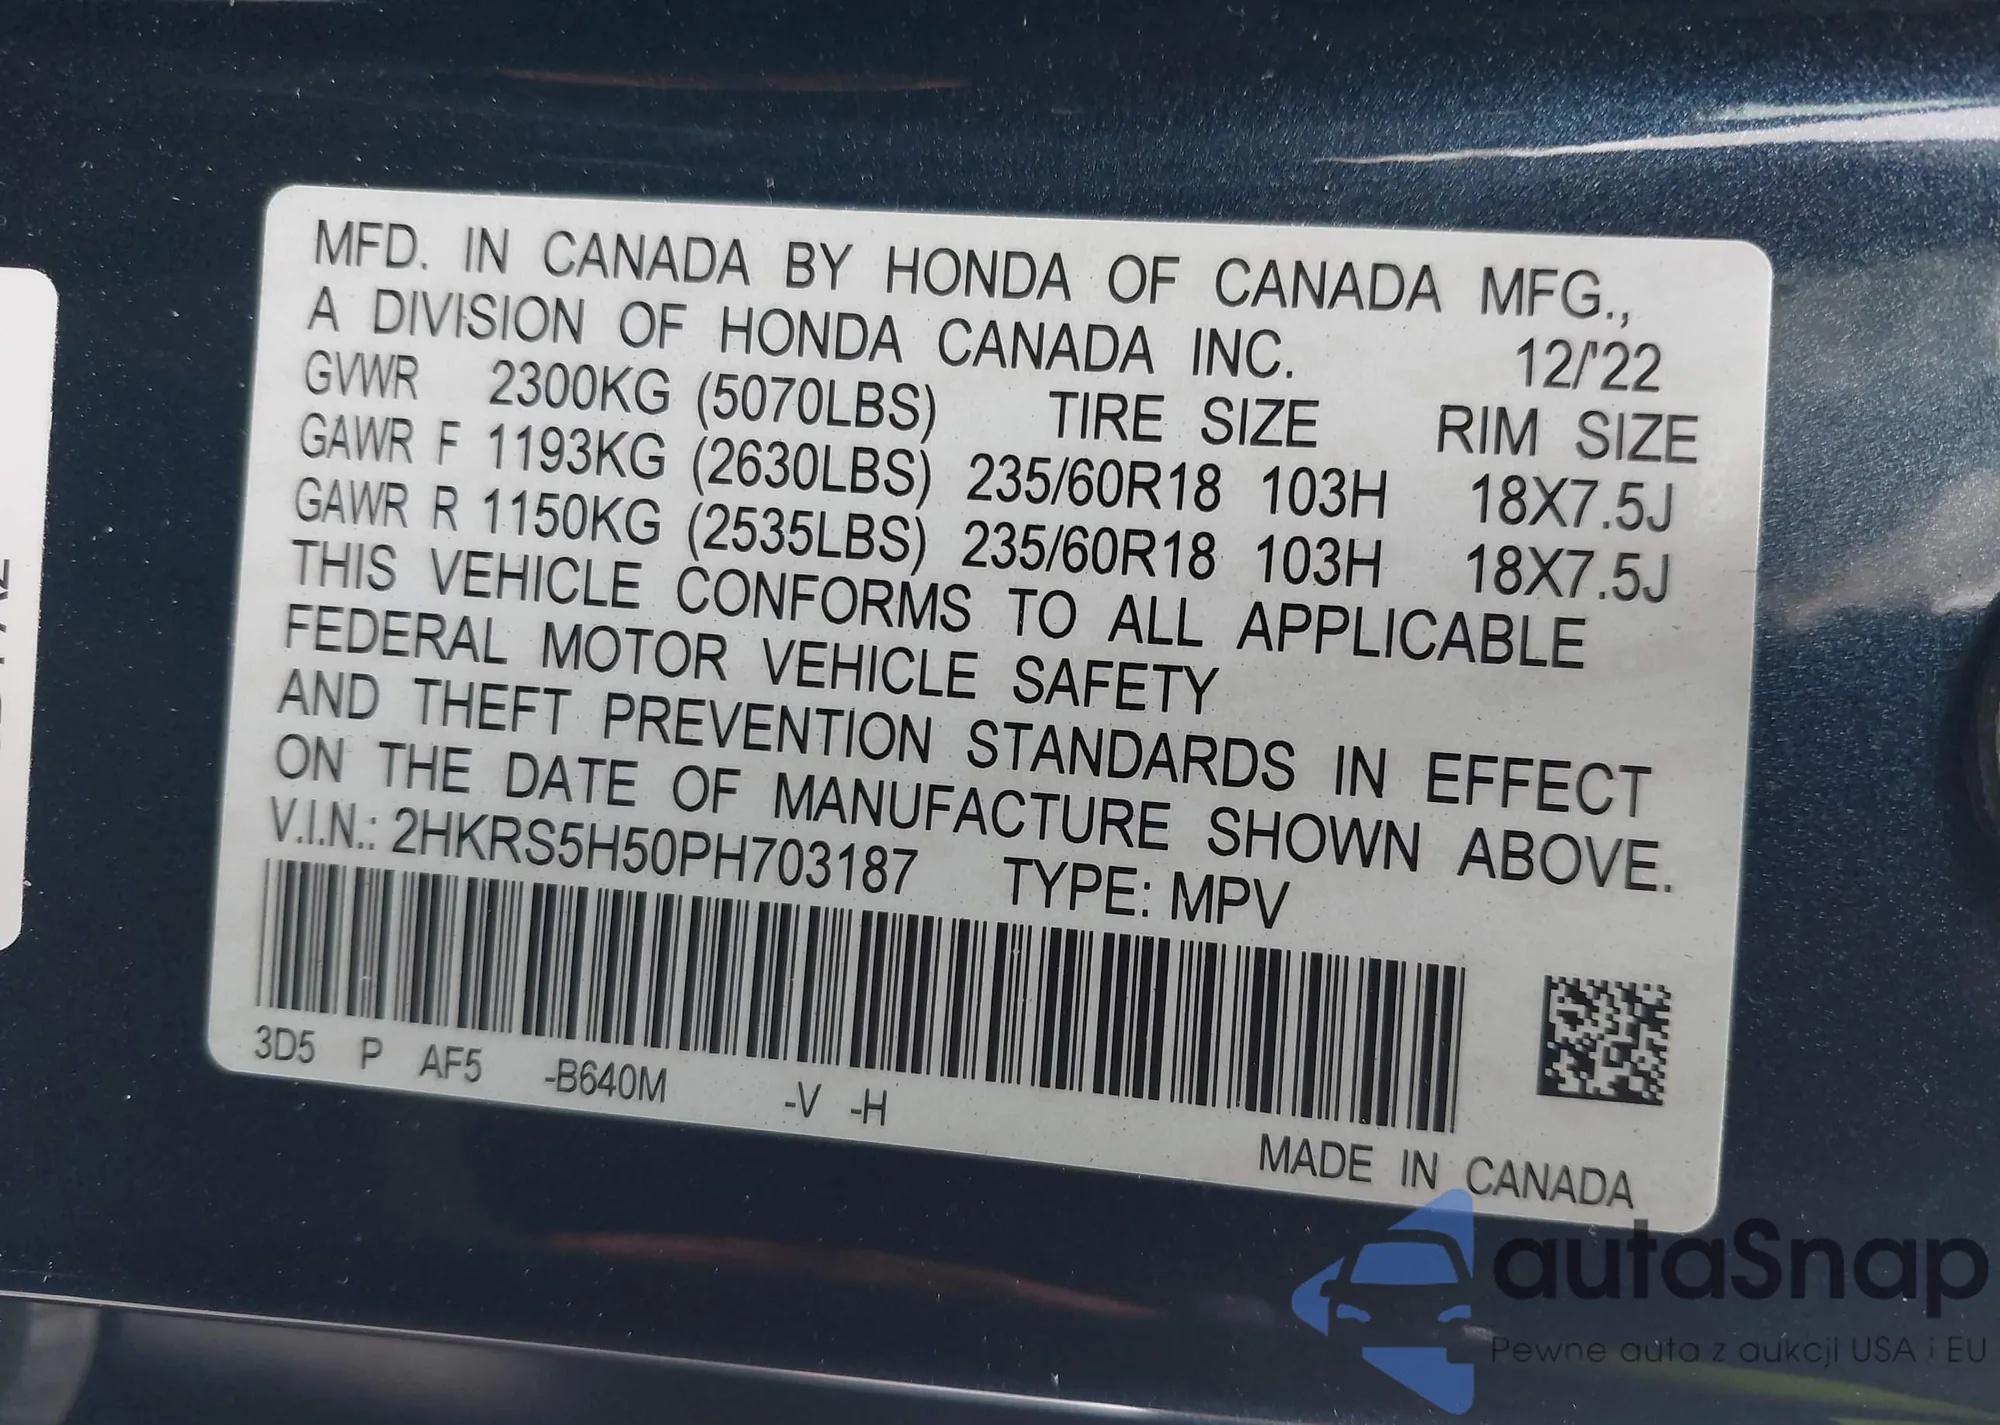 MFD. IN CANADA BY HONDA OF CANADA MFG.,
A DIVISION OF HONDA CANADA INC. 12/'22
GVWR 2300KG (5070LBS) TIRE SIZE RIM SIZE
GAWR F 1193KG (2630LBS) 235/60R18 103H 18X7.5J
GAWR R 1150KG (2535LBS) 235/60R18 103H 18X7.5J
THIS VEHICLE CONFORMS TO ALL APPLICABLE
FEDERAL MOTOR VEHICLE SAFETY
AND THEFT PREVENTION STANDARDS IN EFFECT
ON THE DATE OF MANUFACTURE SHOWN ABOVE.
V.I.N.: 2HKRS5H50PH703187 TYPE: MPV
3D5 P AF5 -B640M -V -H
MADE IN CANADA
autaSnap
Pewne auta z aukcji USA i EU